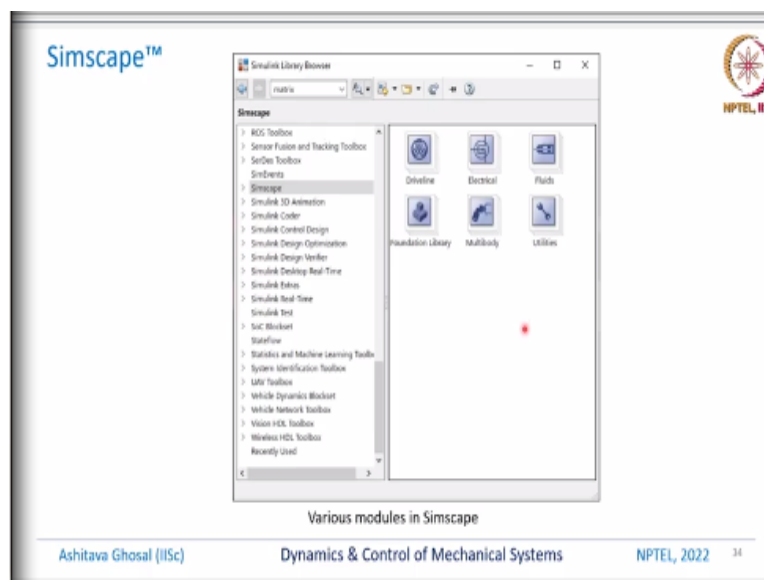 Simscape™
Simulink Library Browser
matrix
Simscape
ROS Toolbox
Sensor Fusion and Tracking Toolbox
SerDes Toolbox
SimEvents
Simscape
Simulink 3D Animation
Simulink Coder
Simulink Control Design
Simulink Design Optimization
Simulink Design Verifier
Simulink Desktop Real-Time
Simulink Extras
Simulink Real-Time
Simulink Test
SoC Blockset
Stateflow
Statistics and Machine Learning Toolbo
System Identification Toolbox
UAV Toolbox
Vehicle Dynamics Blockset
Vehicle Network Toolbox
Vision HDL Toolbox
Wireless HDL Toolbox
Recently Used
Driveline Electrical Fluids
Foundation Library Multibody Utilities
NPTEL, II
Various modules in Simscape
Ashitava Ghosal (IISc) Dynamics & Control of Mechanical Systems NPTEL, 2022 34